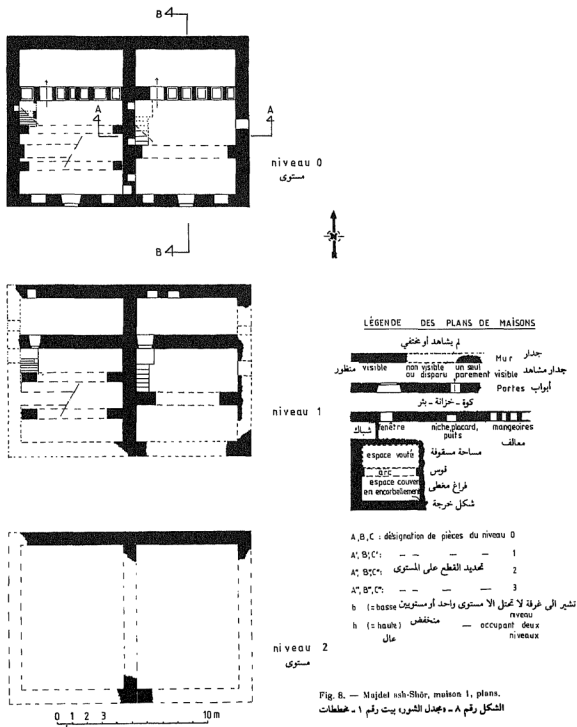 B
A
A
niveau 0
مستوى
B
niveau 1
niveau 2
مستوى
0 1 2 3 10 m
LÉGENDE DES PLANS DE MAISONS
لم يشاهد أو مختفي
Mur جدار
منظور visible non visible ou disparu un seul parement visible جدار مشاهد
Portes أبواب
كوة - خزانة - بئر
شباك fenêtre niche, placard, puits mangeoires
معالف
espace vouté مساحة مسقوفة
arc قوس
espace couvert en encorbellement فراغ مغطى
شكل خرجة
A, B, C : désignation de pièces du niveau 0
A', B', C': — — — — 1
A", B", C": تحديد القطع على المستوى 2
A"', B"', C"': — — — — 3
b (= basse تشير الى غرفة لا تحتل الا مستوى واحد أو مستويين
niveau
h (= haute) منخفض — occupant deux
عال niveaux
Fig. 8. — Majdel ash-Shōr, maison 1, plans.
الشكل رقم ٨ - «مجدل الشور» بيت رقم ١ - مخططات